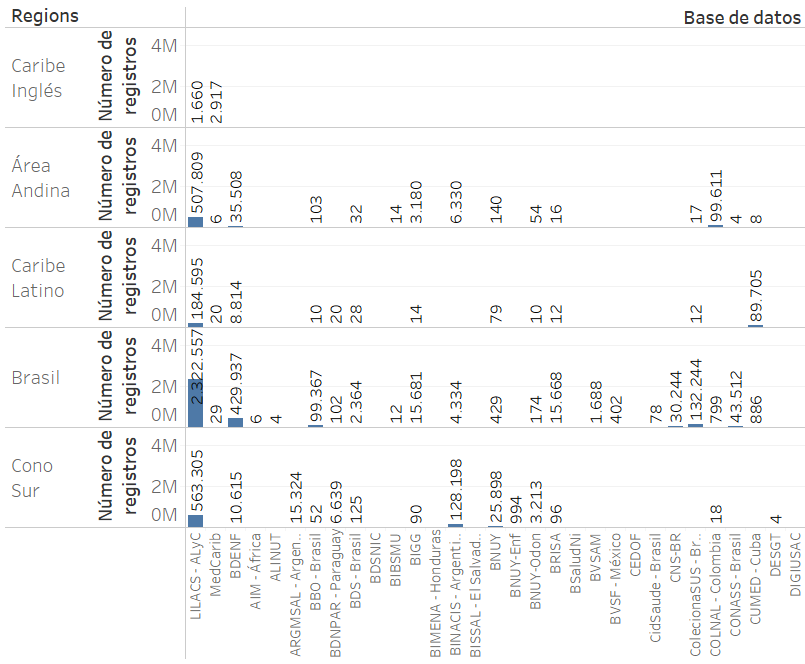 Regions
Base de datos
Caribe
Inglés
Número de
registros
4M
2M
0M
1.660
2.917
Área
Andina
Número de
registros
4M
2M
0M
507.809
6
35.508
103
32
14
3.180
6.330
140
54
16
17
99.611
4
8
Caribe
Latino
Número de
registros
4M
2M
0M
184.595
20
8.814
10
20
28
14
79
10
12
12
89.705
Brasil
Número de
registros
4M
2M
0M
2.322.557
29
429.937
6
4
99.367
102
2.364
12
15.681
4.334
429
174
15.668
1.688
402
78
30.244
132.244
799
43.512
886
Cono
Sur
Número de
registros
4M
2M
0M
563.305
10.615
15.324
52
6.639
125
90
128.198
25.898
994
3.213
96
18
4
LILACS - ALyC
MedCarib
BDENF
AIM - África
ALINUT
ARGMSAL - Argen..
BBO - Brasil
BDNPAR - Paraguay
BDS - Brasil
BDSNIC
BIBSMU
BIGG
BIMENA - Honduras
BINACIS - Argenti..
BISSAL - El Salvad..
BNUY
BNUY-Enf
BNUY-Odon
BRISA
BSaludNi
BVSAM
BVSF - México
CEDOF
CidSaude - Brasil
CNS-BR
ColecionaSUS - Br..
COLNAL - Colombia
CONASS - Brasil
CUMED - Cuba
DESGT
DIGIUSAC